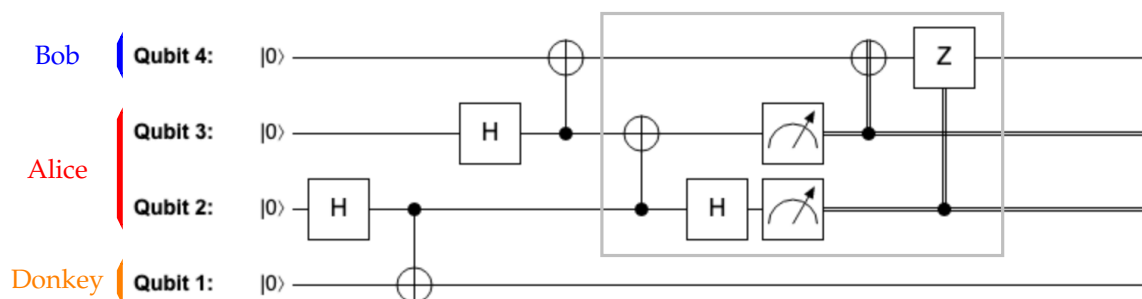 Bob Qubit 4: |0⟩ Z
Qubit 3: |0⟩ H
Alice
Qubit 2: |0⟩ H H
Donkey Qubit 1: |0⟩